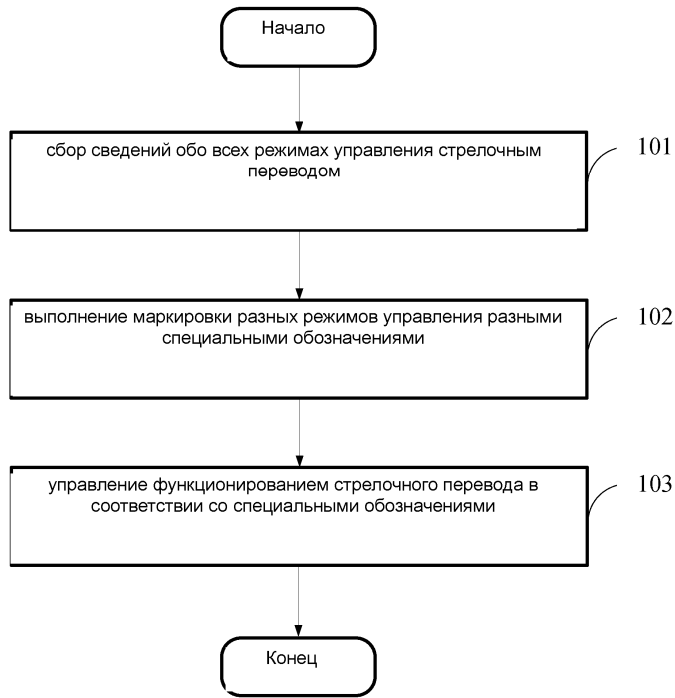 Начало
сбор сведений обо всех режимах управления стрелочным
переводом
101
выполнение маркировки разных режимов управления разными
специальными обозначениями
102
управление функционированием стрелочного перевода в
соответствии со специальными обозначениями
103
Конец